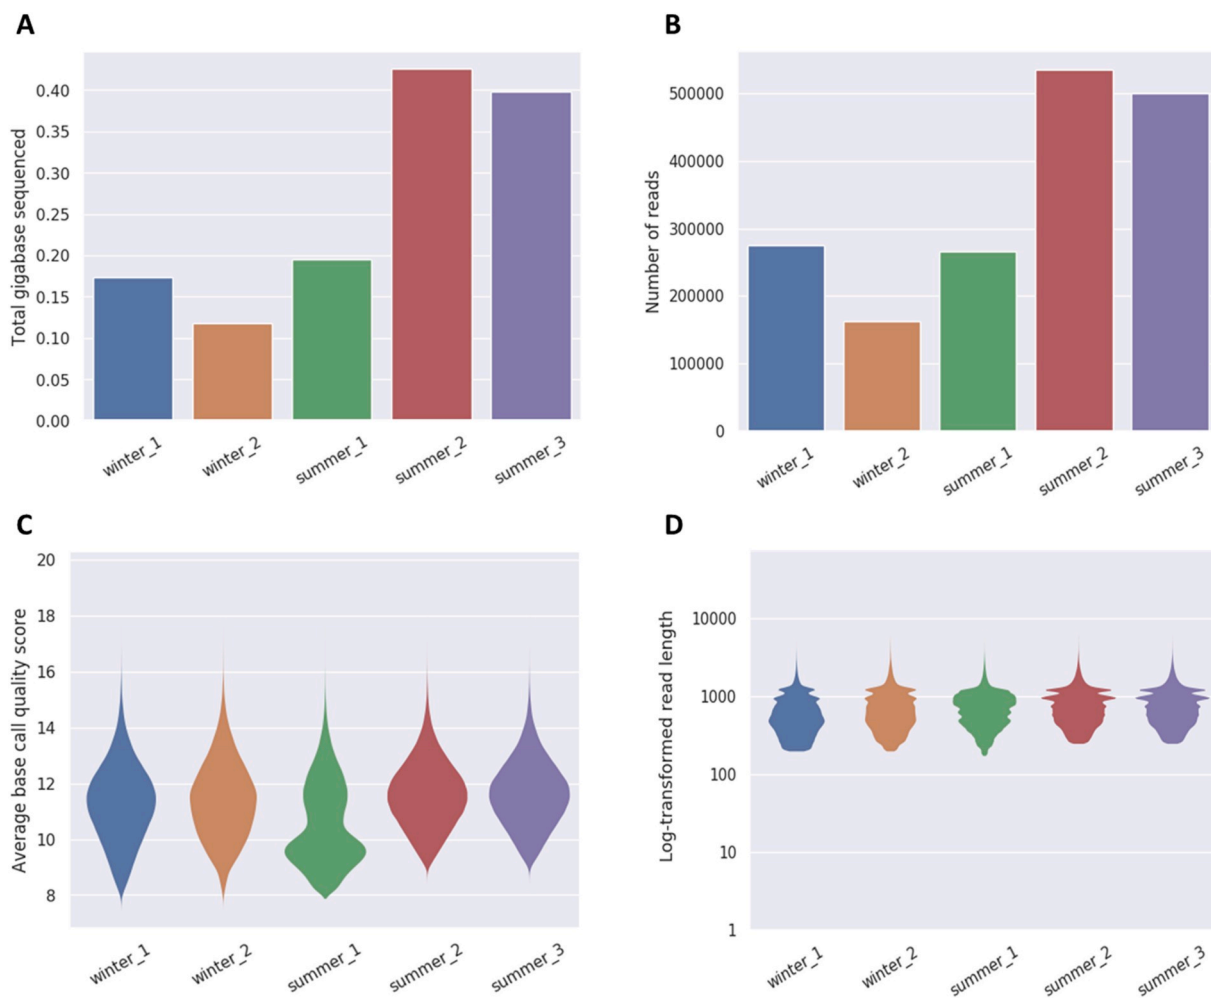 A
Total gigabase sequenced
0.40
0.35
0.30
0.25
0.20
0.15
0.10
0.05
0.00
winter_1
winter_2
summer_1
summer_2
summer_3
B
Number of reads
500000
400000
300000
200000
100000
0
winter_1
winter_2
summer_1
summer_2
summer_3
C
Average base call quality score
20
18
16
14
12
10
8
winter_1
winter_2
summer_1
summer_2
summer_3
D
Log-transformed read length
10000
1000
100
10
1
winter_1
winter_2
summer_1
summer_2
summer_3